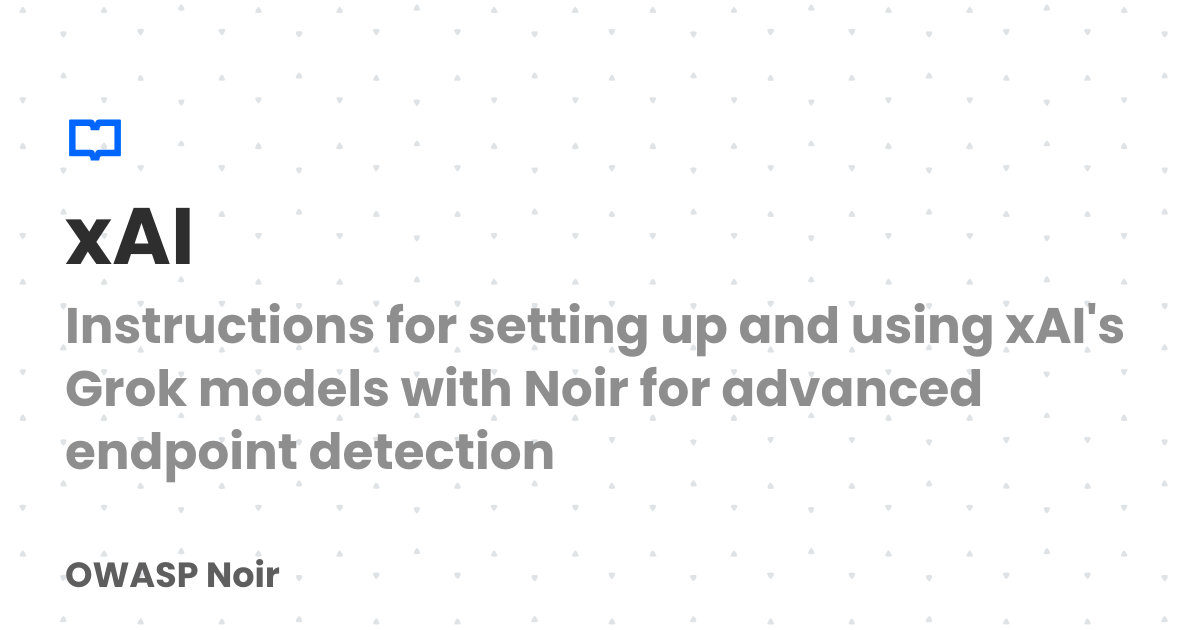 xAI
Instructions for setting up and using xAI's
Grok models with Noir for advanced
endpoint detection
OWASP Noir